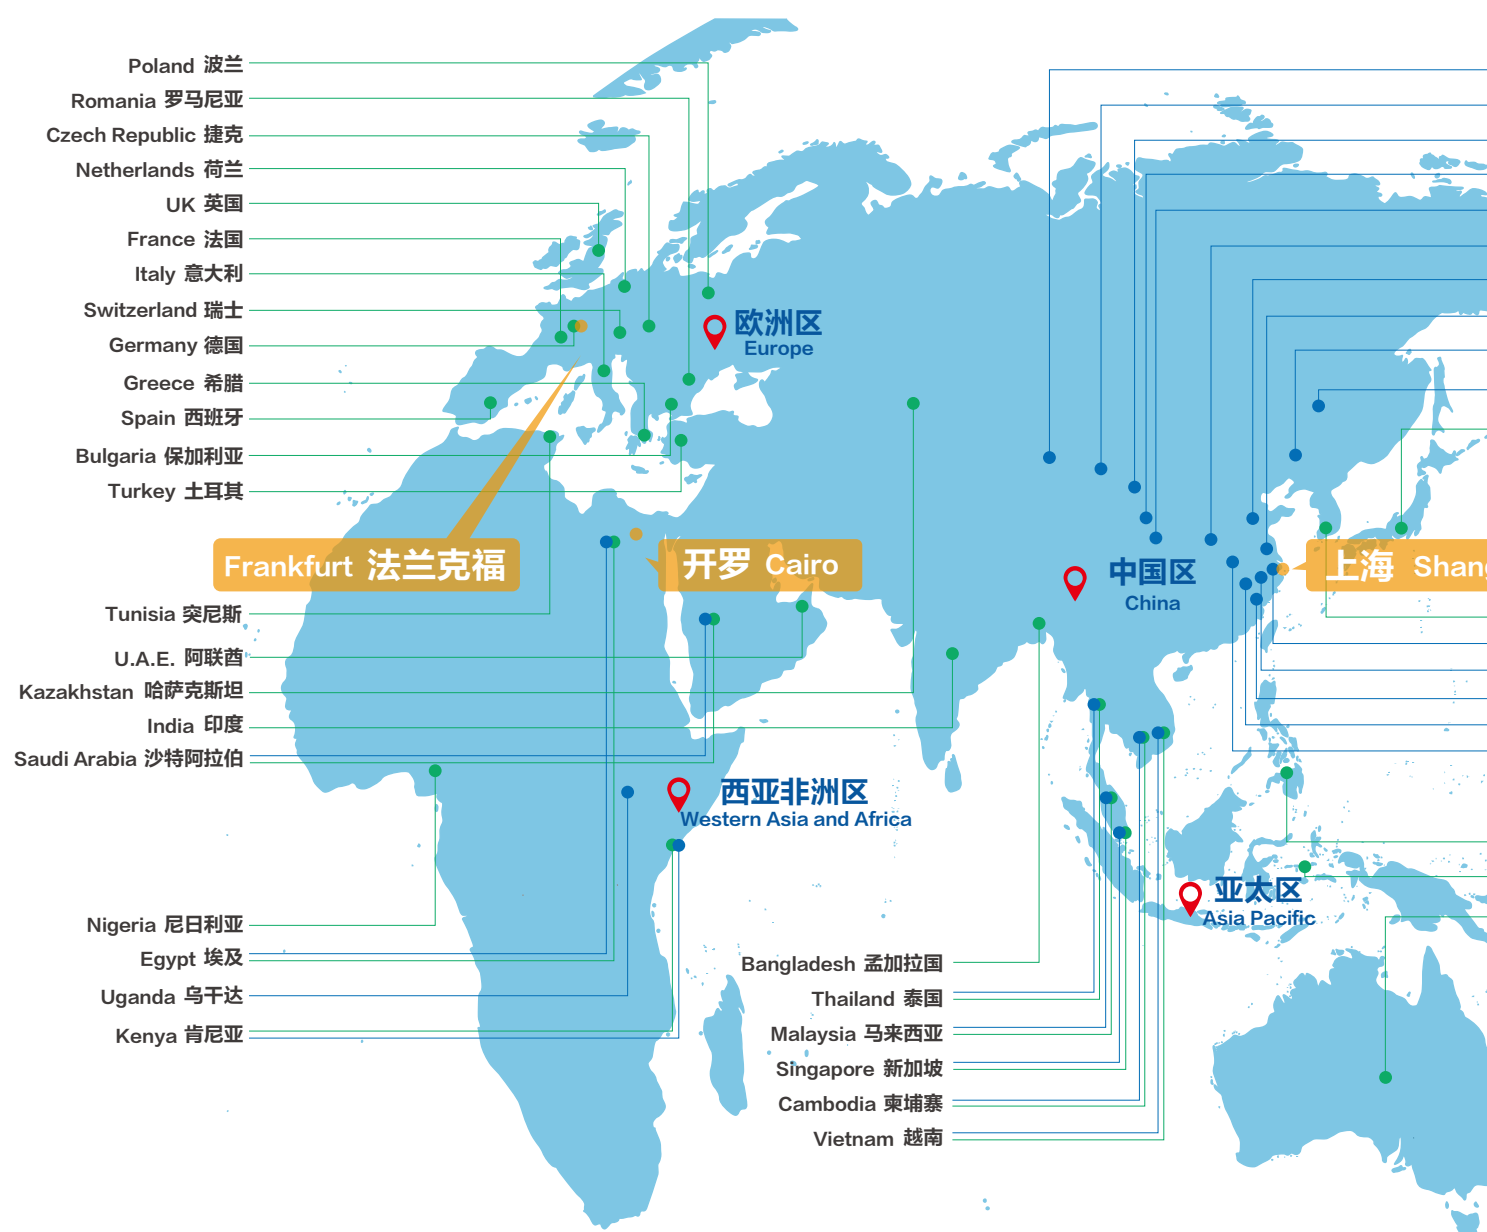 Poland 波兰
Romania 罗马尼亚
Czech Republic 捷克
Netherlands 荷兰
UK 英国
France 法国
Italy 意大利
Switzerland 瑞士
Germany 德国
Greece 希腊
Spain 西班牙
Bulgaria 保加利亚
Turkey 土耳其
欧洲区
Europe
Frankfurt 法兰克福
开罗 Cairo
中国区
China
上海 Shang
Tunisia 突尼斯
U.A.E. 阿联酋
Kazakhstan 哈萨克斯坦
India 印度
Saudi Arabia 沙特阿拉伯
西亚非洲区
Western Asia and Africa
亚太区
Asia Pacific
Nigeria 尼日利亚
Egypt 埃及
Uganda 乌干达
Kenya 肯尼亚
Bangladesh 孟加拉国
Thailand 泰国
Malaysia 马来西亚
Singapore 新加坡
Cambodia 柬埔寨
Vietnam 越南